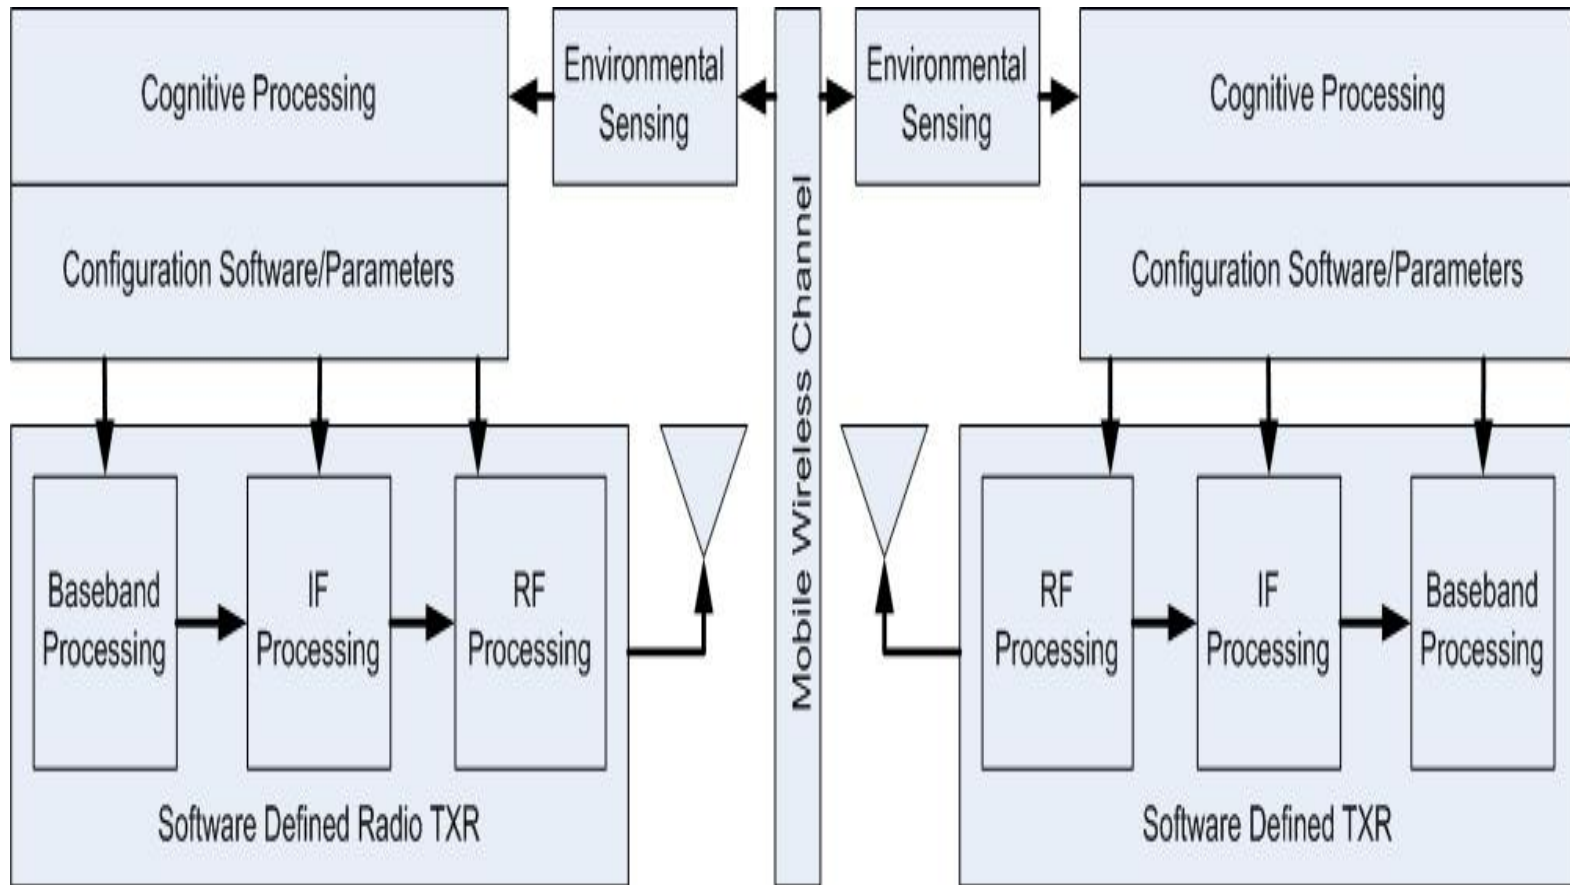 Cognitive Processing
Environmental
Sensing
Environmental
Sensing
Cognitive Processing
Configuration Software/Parameters
Mobile Wireless Channel
Configuration Software/Parameters
Baseband
Processing
IF
Processing
RF
Processing
RF
Processing
IF
Processing
Baseband
Processing
Software Defined Radio TXR
Software Defined TXR